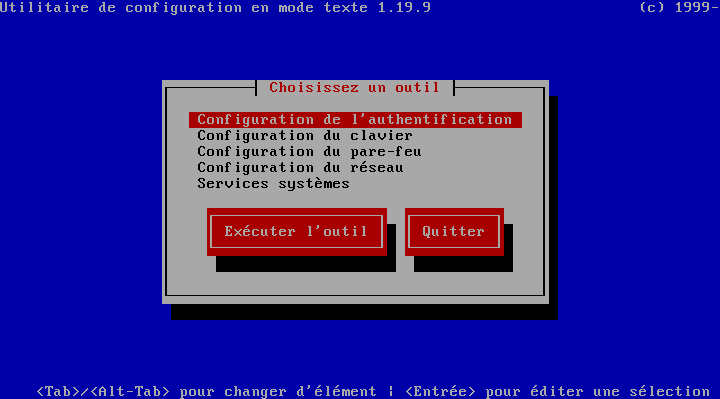 Utilitaire de configuration en mode texte 1.19.9 (c) 1999-
Choisissez un outil
Configuration de l'authentification
Configuration du clavier
Configuration du pare-feu
Configuration du réseau
Services systèmes
Exécuter l'outil Quitter
<Tab>/<Alt-Tab> pour changer d'élément | <Entrée> pour éditer une sélection